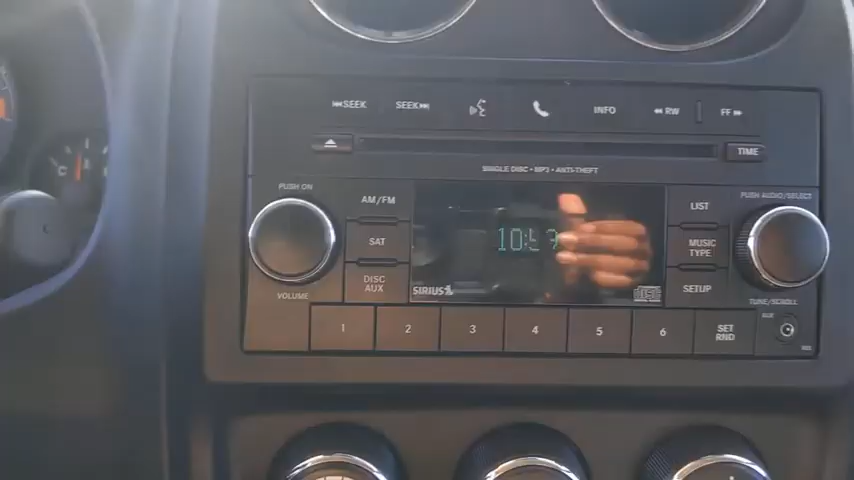 SEEK SEEK INFO RW FF
TIME
SINGLE DISC • MP3 • ANTI-THEFT
PUSH ON AM/FM LIST PUSH AUDIO/SELECT
SAT MUSIC TYPE
DISC AUX SETUP
VOLUME SIRIUS TUNE/SCROLL
1 2 3 4 5 6 SET RND AUX
C H